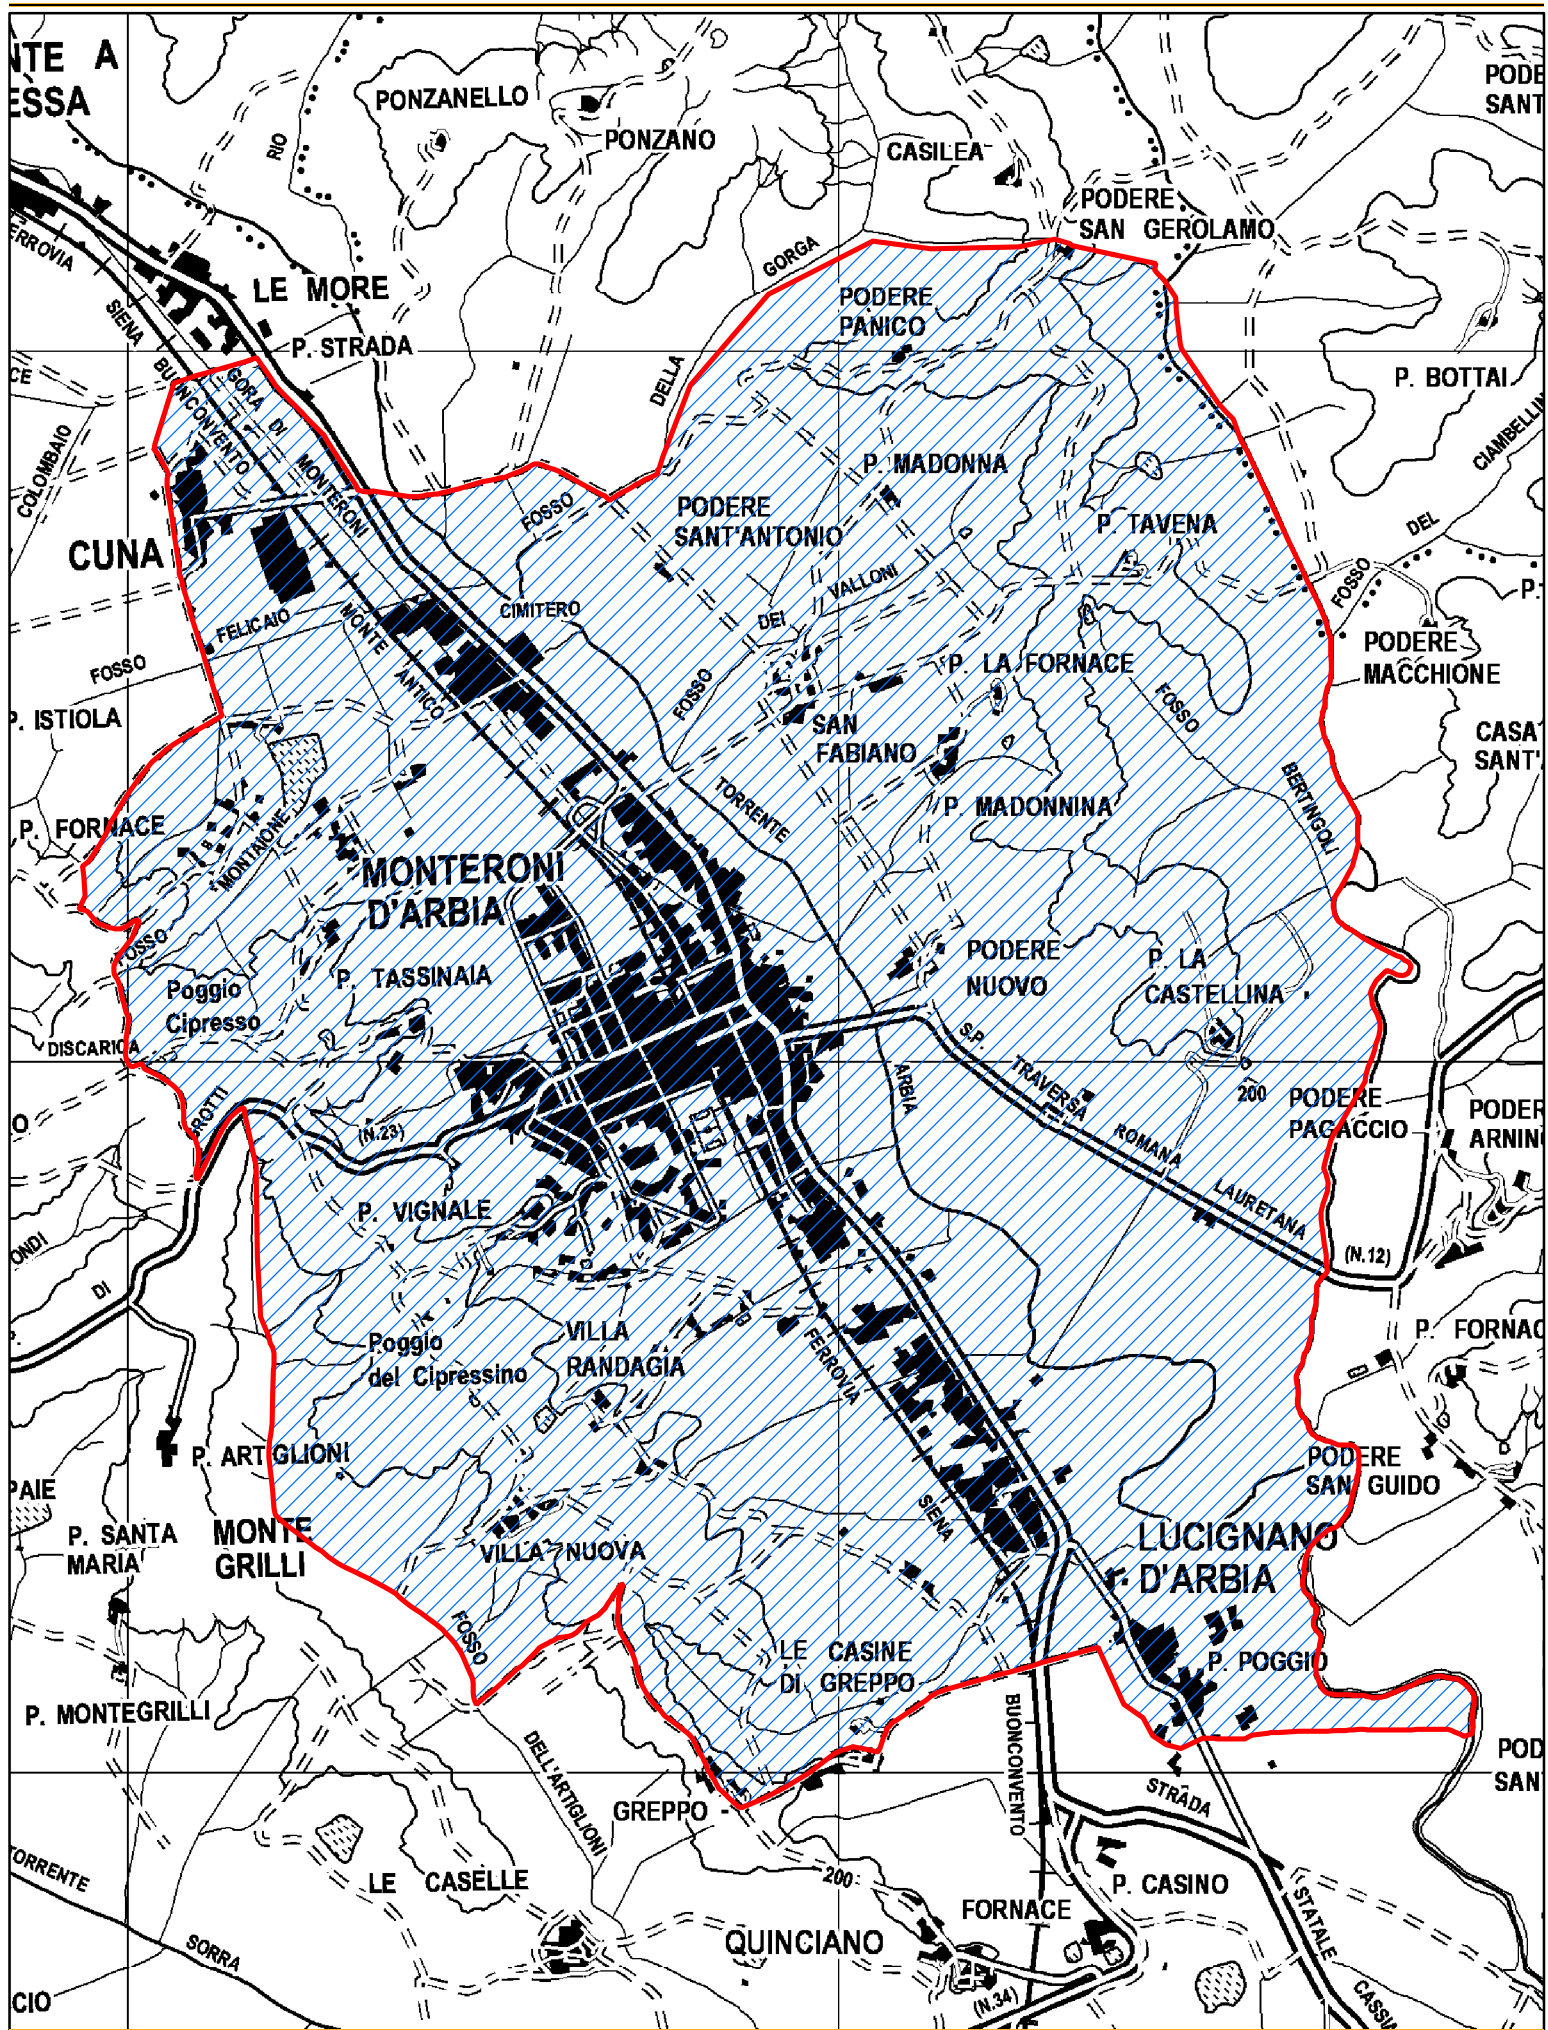 NTE A
ESSA
PODE
SANT
PONZANELLO
PONZANO
RIO
CASILEA
PODERE
SAN GEROLAMO
FERROVIA
GORGA
LE MORE
PODERE
PANICO
SIENA
P. STRADA
DELLA
CE
BUONCONVENTO
GORA DI MONTERONI
P. BOTTAI
COLOMBAIO
CIAMBELLIN
P. MADONNA
FOSSO
PODERE
SANT'ANTONIO
P. TAVENA
DEL
CUNA
VALLONI
FOSSO
P.
CIMITERO
FELICAIO
MONTE
DEI
PODERE
MACCHIONE
FOSSO
P. LA FORNACE
ANTICO
FOSSO
FOSSO
P. ISTIOLA
SAN
FABIANO
CASA
SANT'
BERTINGOLI
TORRENTE
P. MADONNINA
P. FORNACE
MONTAIONE
MONTERONI
D'ARBIA
FOSSO
PODERE
NUOVO
P. LA
CASTELLINA
P. TASSINAIA
Poggio
Cipresso
DISCARICA
S.P.
TRAVERSA
ROMANA
LAURETANA
ARBIA
200
PODERE
PAGACCIO
PODER
ARNIN
O
GROTTI
(N.23)
P. VIGNALE
ONDI
DI
(N.12)
Poggio
del Cipressino
VILLA
RANDAGIA
FERROVIA
P. FORNAC
P. ARTIGLIONI
PODERE
SAN GUIDO
PAIE
SIENA
P. SANTA
MARIA
MONTE
GRILLI
VILLA NUOVA
LUCIGNANO
D'ARBIA
FOSSO
LE CASINE
DI GREPPO
P. POGGIO
P. MONTEGRILLI
BUONCONVENTO
DELL'ARTIGLIONI
POD
SAN
GREPPO
STRADA
TORRENTE
LE CASELLE
200
P. CASINO
FORNACE
STATALE
QUINCIANO
SORRA
CIO
(N.34)
CASSIA